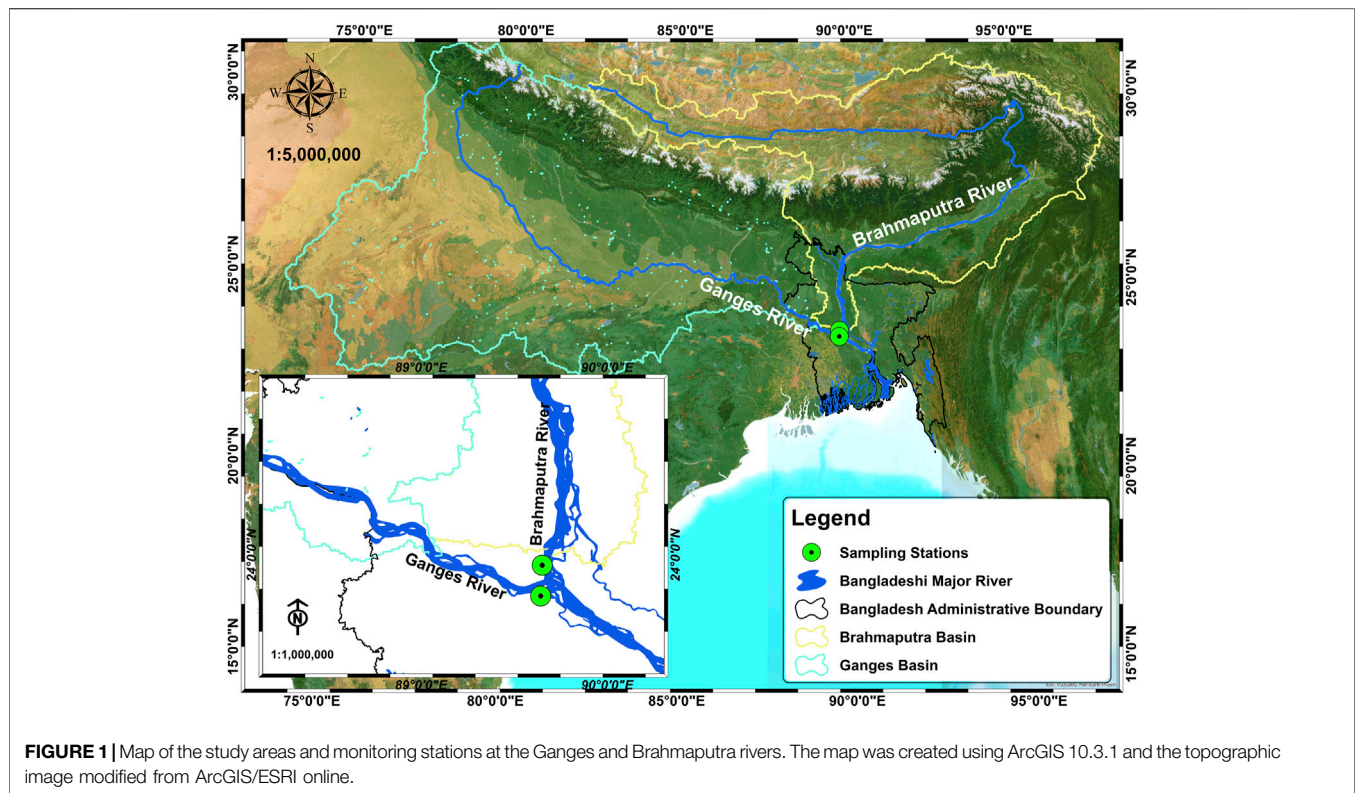 75°0'0"E 80°0'0"E 85°0'0"E 90°0'0"E 95°0'0"E
30°0'0"N
25°0'0"N
20°0'0"N
15°0'0"N
30°0'0"N
25°0'0"N
20°0'0"N
15°0'0"N
N
W E
S
1:5,000,000
Brahmaputra River
Ganges River
89°0'0"E 90°0'0"E
Brahmaputra River
Ganges River
24°0'0"N
24°0'0"N
N
1:1,000,000
89°0'0"E 90°0'0"E
Legend
Sampling Stations
Bangladeshi Major River
Bangladesh Administrative Boundary
Brahmaputra Basin
Ganges Basin
75°0'0"E 80°0'0"E 85°0'0"E 90°0'0"E 95°0'0"E
FIGURE 1 | Map of the study areas and monitoring stations at the Ganges and Brahmaputra rivers. The map was created using ArcGIS 10.3.1 and the topographic
image modified from ArcGIS/ESRI online.